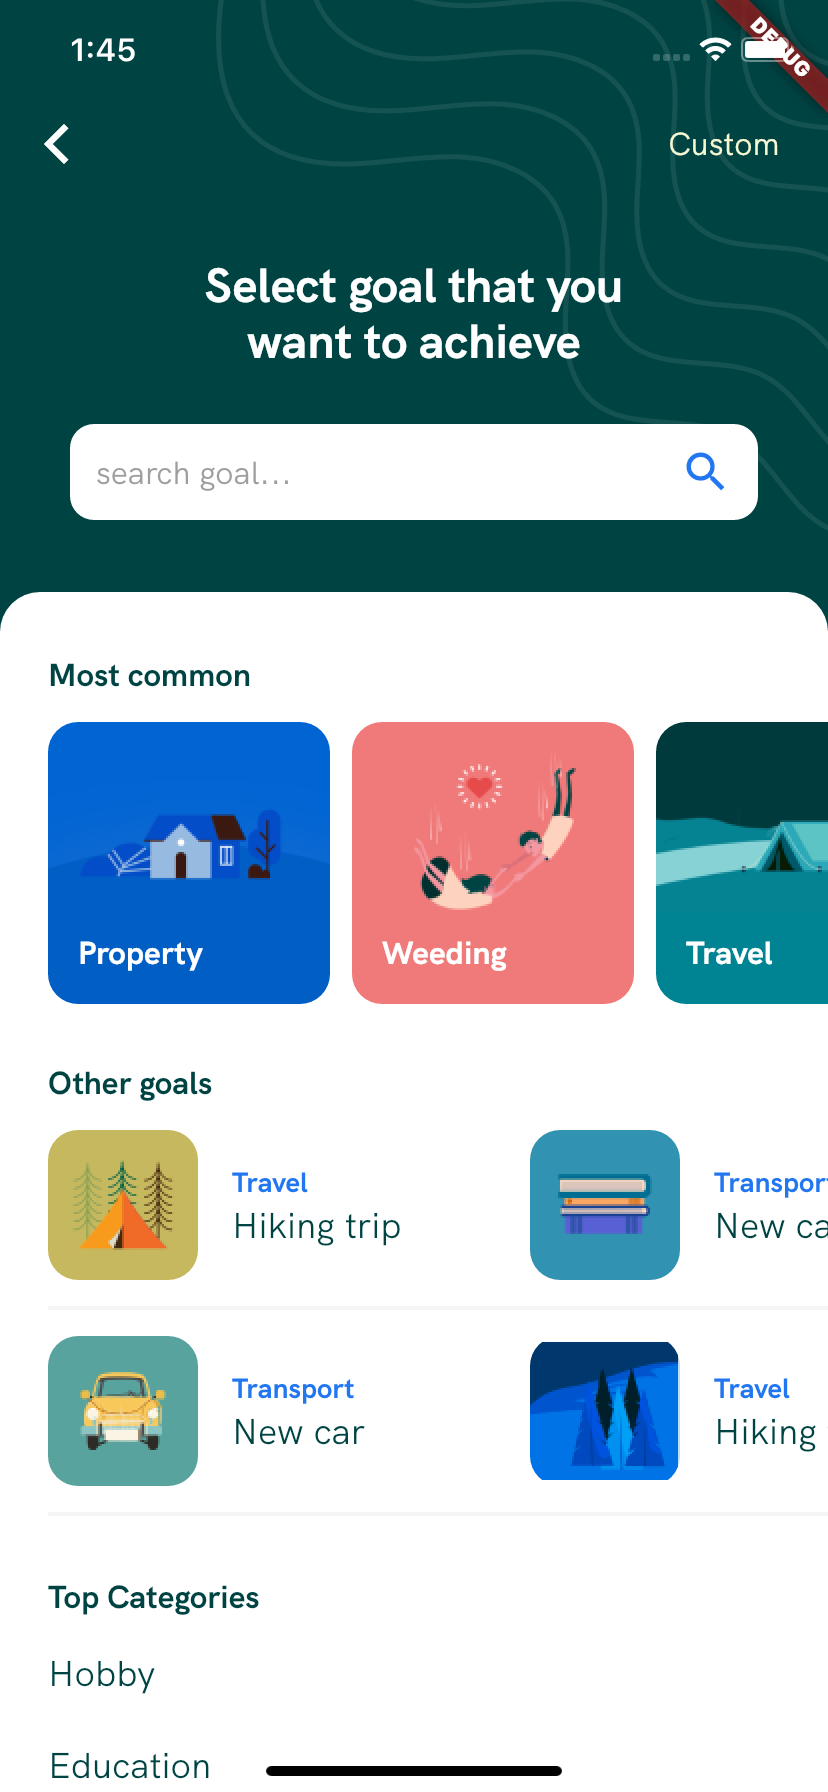 1:45
DEBUG
Custom
Select goal that you
want to achieve
search goal...
Most common
Property
Weeding
Travel
Other goals
Travel
Hiking trip
Transport
New ca
Transport
New car
Travel
Hiking
Top Categories
Hobby
Education